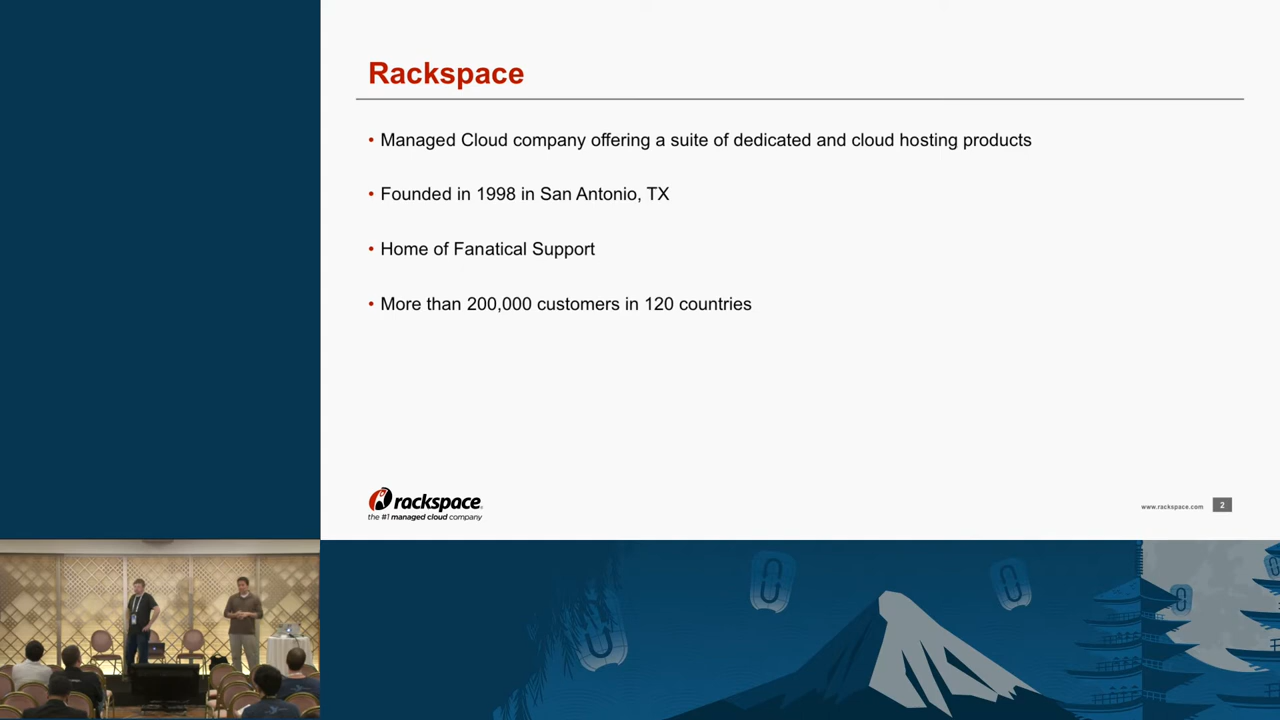 Rackspace
• Managed Cloud company offering a suite of dedicated and cloud hosting products
• Founded in 1998 in San Antonio, TX
• Home of Fanatical Support
• More than 200,000 customers in 120 countries
rackspace
the #1 managed cloud company
www.rackspace.com 2